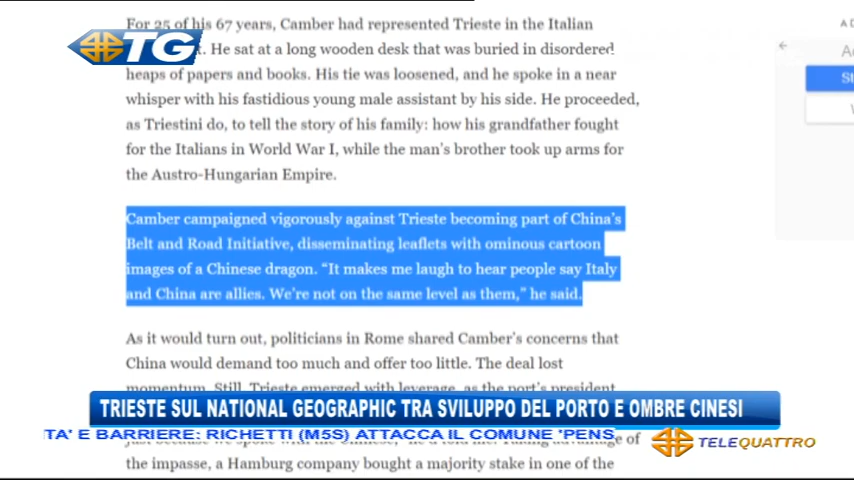 For 25 of his 67 years, Camber had represented Trieste in the Italian
TG
He sat at a long wooden desk that was buried in disordered
heaps of papers and books. His tie was loosened, and he spoke in a near
whisper with his fastidious young male assistant by his side. He proceeded,
as Triestini do, to tell the story of his family: how his grandfather fought
for the Italians in World War I, while the man's brother took up arms for
the Austro-Hungarian Empire.
Camber campaigned vigorously against Trieste becoming part of China's
Belt and Road Initiative, disseminating leaflets with ominous cartoon
images of a Chinese dragon. “It makes me laugh to hear people say Italy
and China are allies. We're not on the same level as them,” he said.
As it would turn out, politicians in Rome shared Camber's concerns that
China would demand too much and offer too little. The deal lost
momentum. Still, Trieste emerged with leverage, as the port's president
TRIESTE SUL NATIONAL GEOGRAPHIC TRA SVILUPPO DEL PORTO E OMBRE CINESI
TA' E BARRIERE: RICHETTI (M5S) ATTACCA IL COMUNE 'PENS
TELEQUATTRO
of
the impasse, a Hamburg company bought a majority stake in one of the